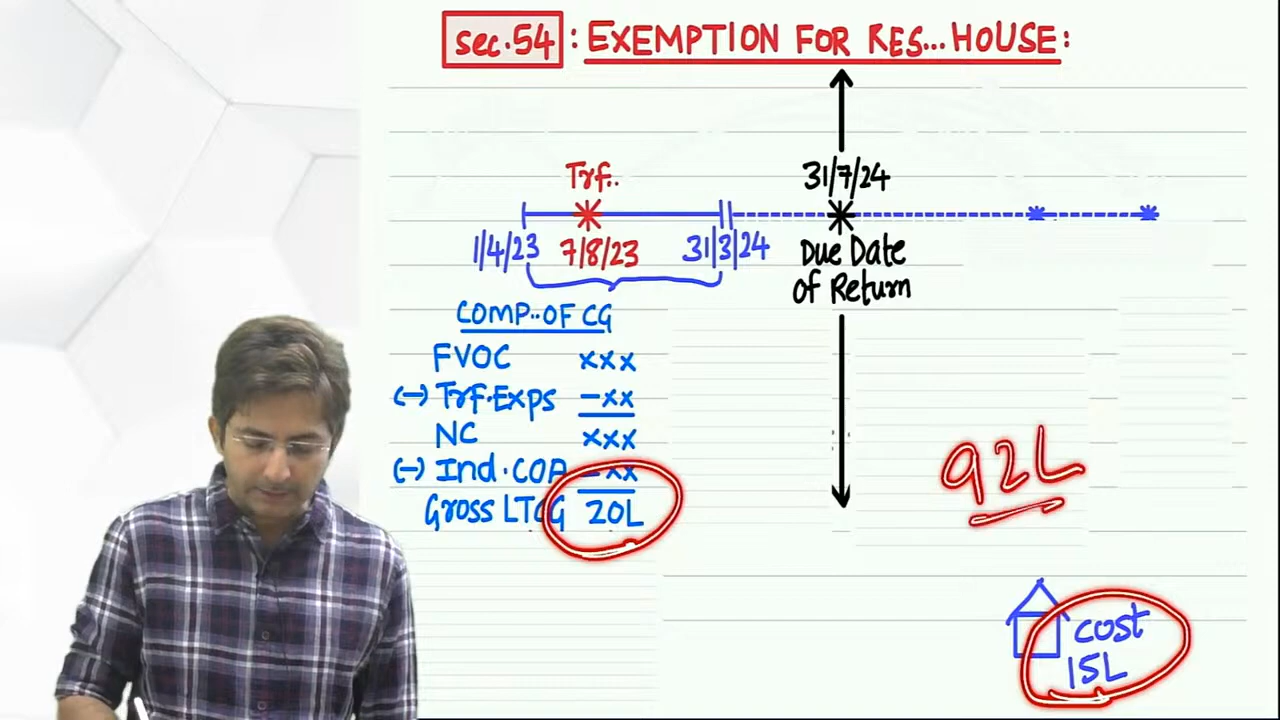 sec.54 : EXEMPTION FOR RES... HOUSE:
Trf..
31/7/24
1/4/23 7/8/23 31/3/24
Due Date
of Return
COMP..OF CG
FVOC xxx
(-) Trf.Exps -xx
NC xxx
(-) Ind.COA -xx
Gross LTCG 20L
92L
cost
15L